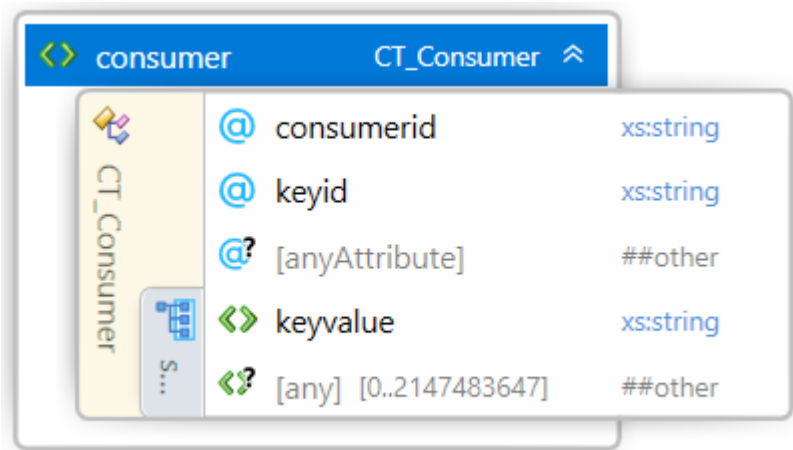 consumer CT_Consumer
CT_Consumer
S...
@ consumerid xs:string
@ keyid xs:string
@? [anyAttribute] ##other
keyvalue xs:string
? [any] [0..2147483647] ##other